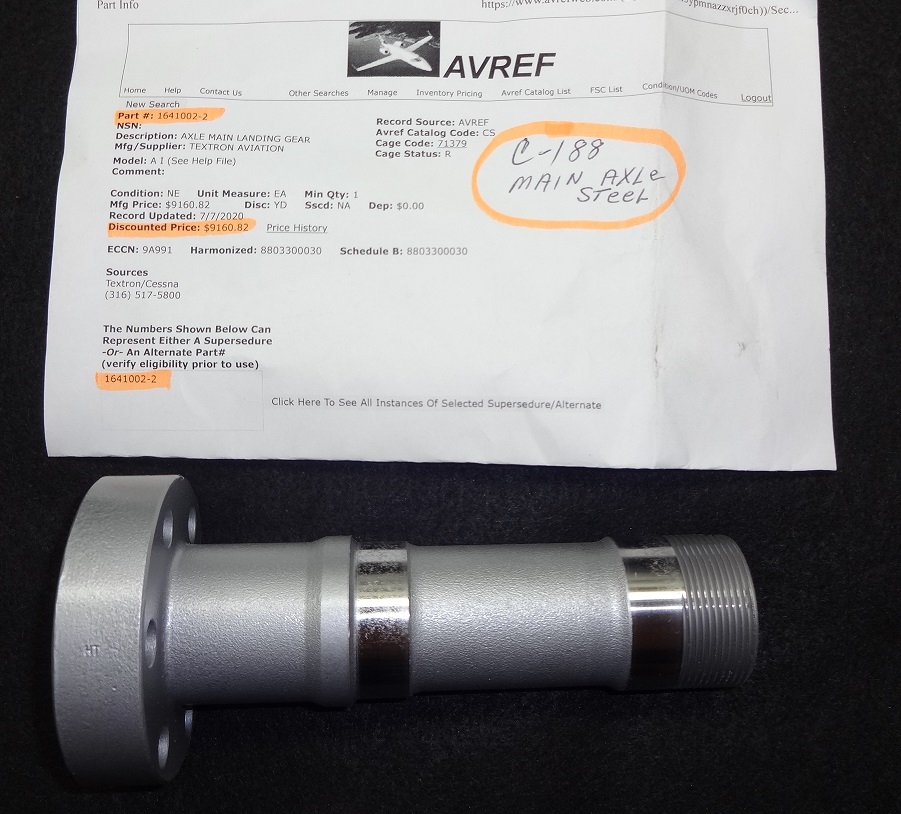 Part Info
AVREF
Home Help Contact Us Other Searches Manage Inventory Pricing Avref Catalog List FSC List Condition/UOM Codes Logout
New Search
Part #: 1641002-2
NSN:
Description: AXLE MAIN LANDING GEAR
Mfg/Supplier: TEXTRON AVIATION
Model: A I (See Help File)
Comment:
Record Source: AVREF
Avref Catalog Code: CS
Cage Code: 71379
Cage Status: R
C-188
MAIN AXLE
STEEL
Condition: NE Unit Measure: EA Min Qty: 1
Mfg Price: $9160.82 Disc: YD Sscd: NA Dep: $0.00
Record Updated: 7/7/2020
Discounted Price: $9160.82 Price History
ECCN: 9A991 Harmonized: 8803300030 Schedule B: 8803300030
Sources
Textron/Cessna
(316) 517-5800
The Numbers Shown Below Can
Represent Either A Supersedure
-Or- An Alternate Part#
(verify eligibility prior to use)
1641002-2
Click Here To See All Instances Of Selected Supersedure/Alternate
HT